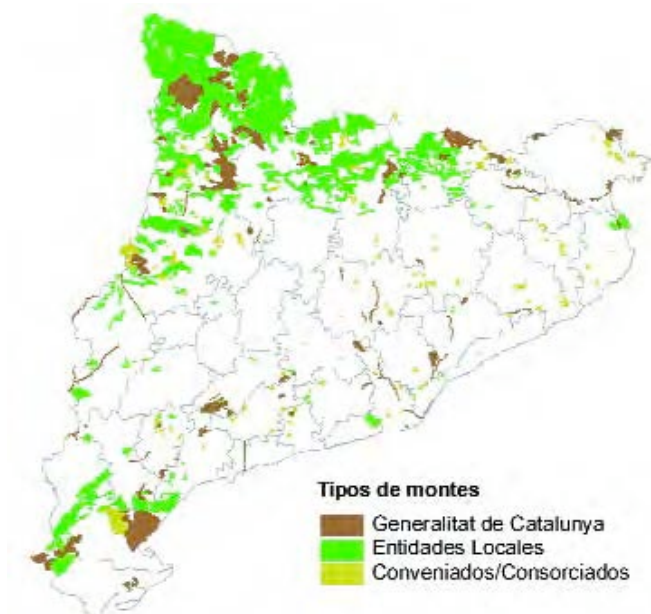 Tipos de montes
Generalitat de Catalunya
Entidades Locales
Conveniados/Consorciados